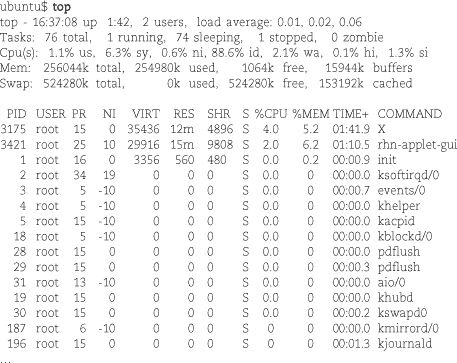 ubuntu$ top
top - 16:37:08 up 1:42, 2 users, load average: 0.01, 0.02, 0.06
Tasks: 76 total, 1 running, 74 sleeping, 1 stopped, 0 zombie
Cpu(s): 1.1% us, 6.3% sy, 0.6% ni, 88.6% id, 2.1% wa, 0.1% hi, 1.3% si
Mem: 256044k total, 254980k used, 1064k free, 15944k buffers
Swap: 524280k total, 0k used, 524280k free, 153192k cached
PID USER PR NI VIRT RES SHR S %CPU %MEM TIME+ COMMAND
3175 root 15 0 35436 12m 4896 S 4.0 5.2 01:41.9 X
3421 root 25 10 29916 15m 9808 S 2.0 6.2 01:10.5 rhn-applet-gui
1 root 16 0 3356 560 480 S 0.0 0.2 00:00.9 init
2 root 34 19 0 0 0 S 0.0 0 00:00.0 ksoftirqd/0
3 root 5 -10 0 0 0 S 0.0 0 00:00.7 events/0
4 root 5 -10 0 0 0 S 0.0 0 00:00.0 khelper
5 root 15 -10 0 0 0 S 0.0 0 00:00.0 kacpid
18 root 5 -10 0 0 0 S 0.0 0 00:00.0 kblockd/0
28 root 15 0 0 0 0 S 0.0 0 00:00.0 pdflush
29 root 15 0 0 0 0 S 0.0 0 00:00.3 pdflush
31 root 13 -10 0 0 0 S 0.0 0 00:00.0 aio/0
19 root 15 0 0 0 0 S 0.0 0 00:00.0 khubd
30 root 15 0 0 0 0 S 0.0 0 00:00.2 kswapd0
187 root 6 -10 0 0 0 S 0 0 00:00.0 kmirrord/0
196 root 15 0 0 0 0 S 0 0 00:01.3 kjournald
...